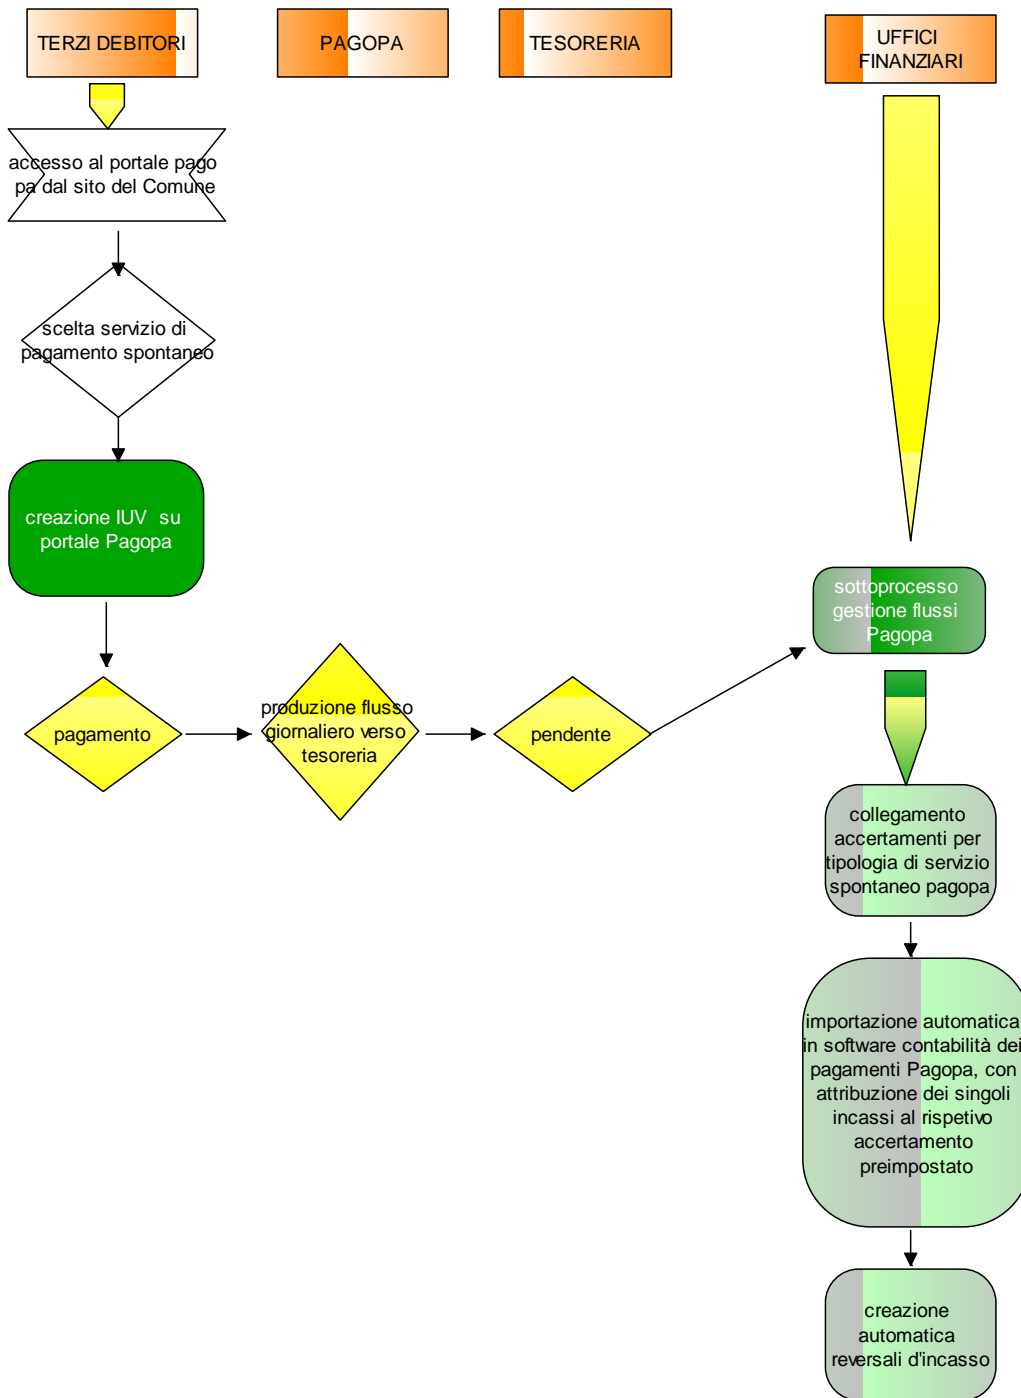 TERZI DEBITORI
PAGOPA
TESORERIA
UFFICI
FINANZIARI
accesso al portale pago
pa dal sito del Comune
scelta servizio di
pagamento spontaneo
creazione IUV  su
portale Pagopa
sottoprocesso
gestione flussi
Pagopa
pagamento
produzione flusso
giornaliero verso
tesoreria
pendente
collegamento
accertamenti per
tipologia di servizio
spontaneo pagopa
importazione automatica
in software contabilità dei
pagamenti Pagopa, con
attribuzione dei singoli
incassi al rispetivo
accertamento
preimpostato
creazione
automatica
reversali d'incasso